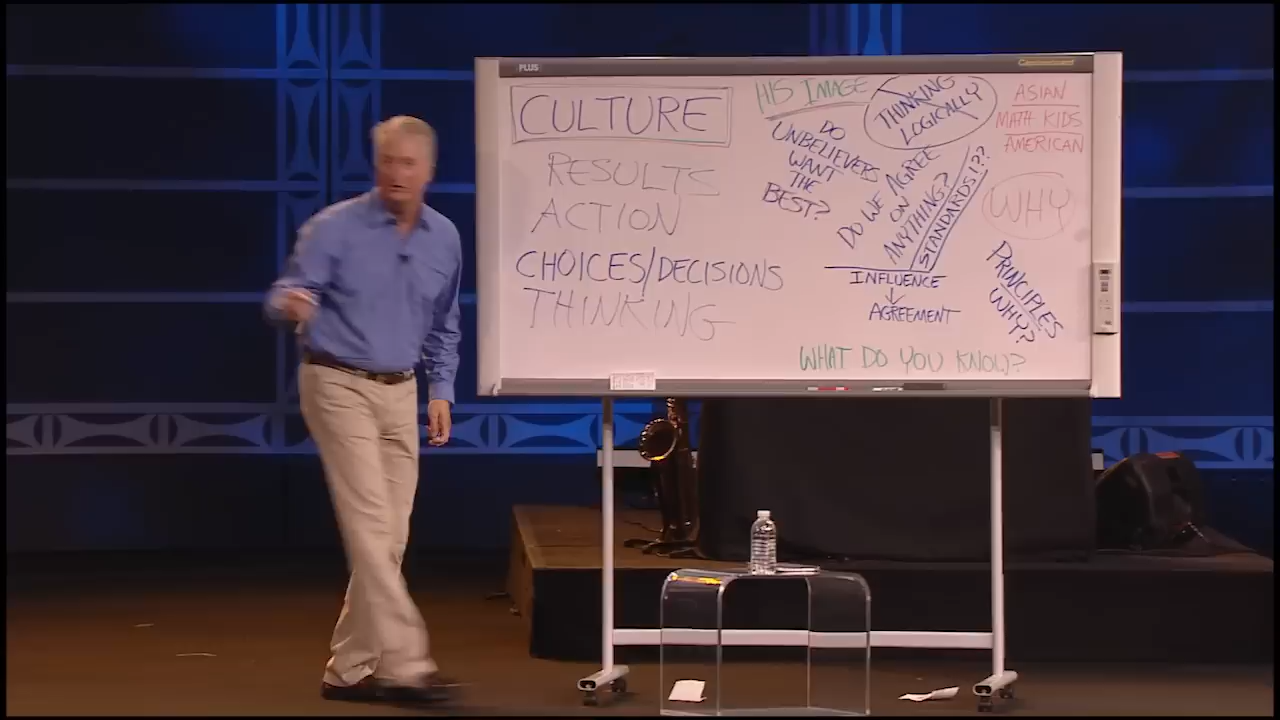 PLUS
CULTURE
RESULTS
ACTION
CHOICES/DECISIONS
THINKING
HIS IMAGE
DO
UNBELIEVERS
WANT
THE
BEST?
THINKING
LOGICALLY
DO WE AGREE
ON
ANYTHING?
STANDARDS!??
INFLUENCE
AGREEMENT
ASIAN
MATH KIDS
AMERICAN
WHY
PRINCIPLES
WHY?
WHAT DO YOU KNOW?